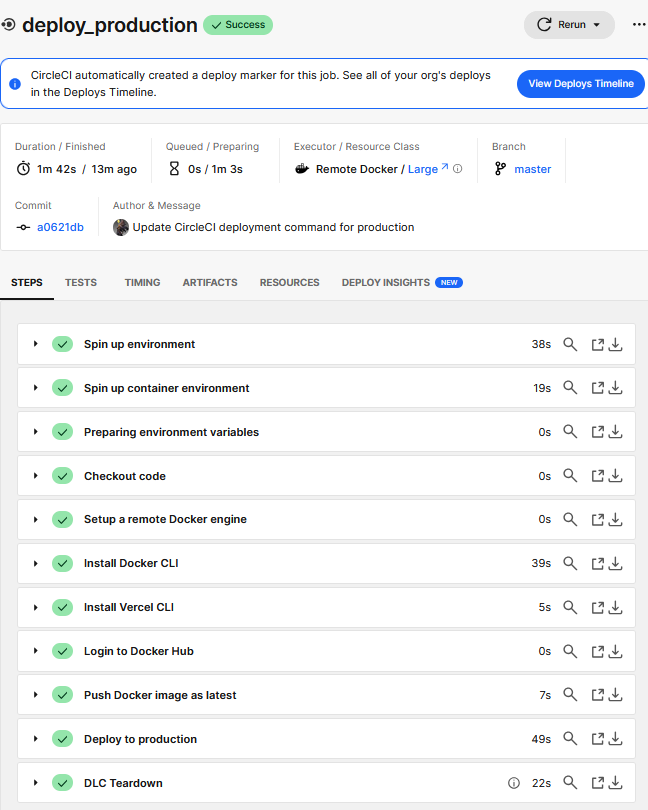 deploy_production Success Rerun
CircleCI automatically created a deploy marker for this job. See all of your org's deploys
in the Deploys Timeline.
View Deploys Timeline
Duration / Finished
1m 42s / 13m ago
Queued / Preparing
0s / 1m 3s
Executor / Resource Class
Remote Docker / Large
Branch
master
Commit
a0621db
Author & Message
Update CircleCI deployment command for production
STEPS TESTS TIMING ARTIFACTS RESOURCES DEPLOY INSIGHTS NEW
Spin up environment 38s
Spin up container environment 19s
Preparing environment variables 0s
Checkout code 0s
Setup a remote Docker engine 0s
Install Docker CLI 39s
Install Vercel CLI 5s
Login to Docker Hub 0s
Push Docker image as latest 7s
Deploy to production 49s
DLC Teardown 22s